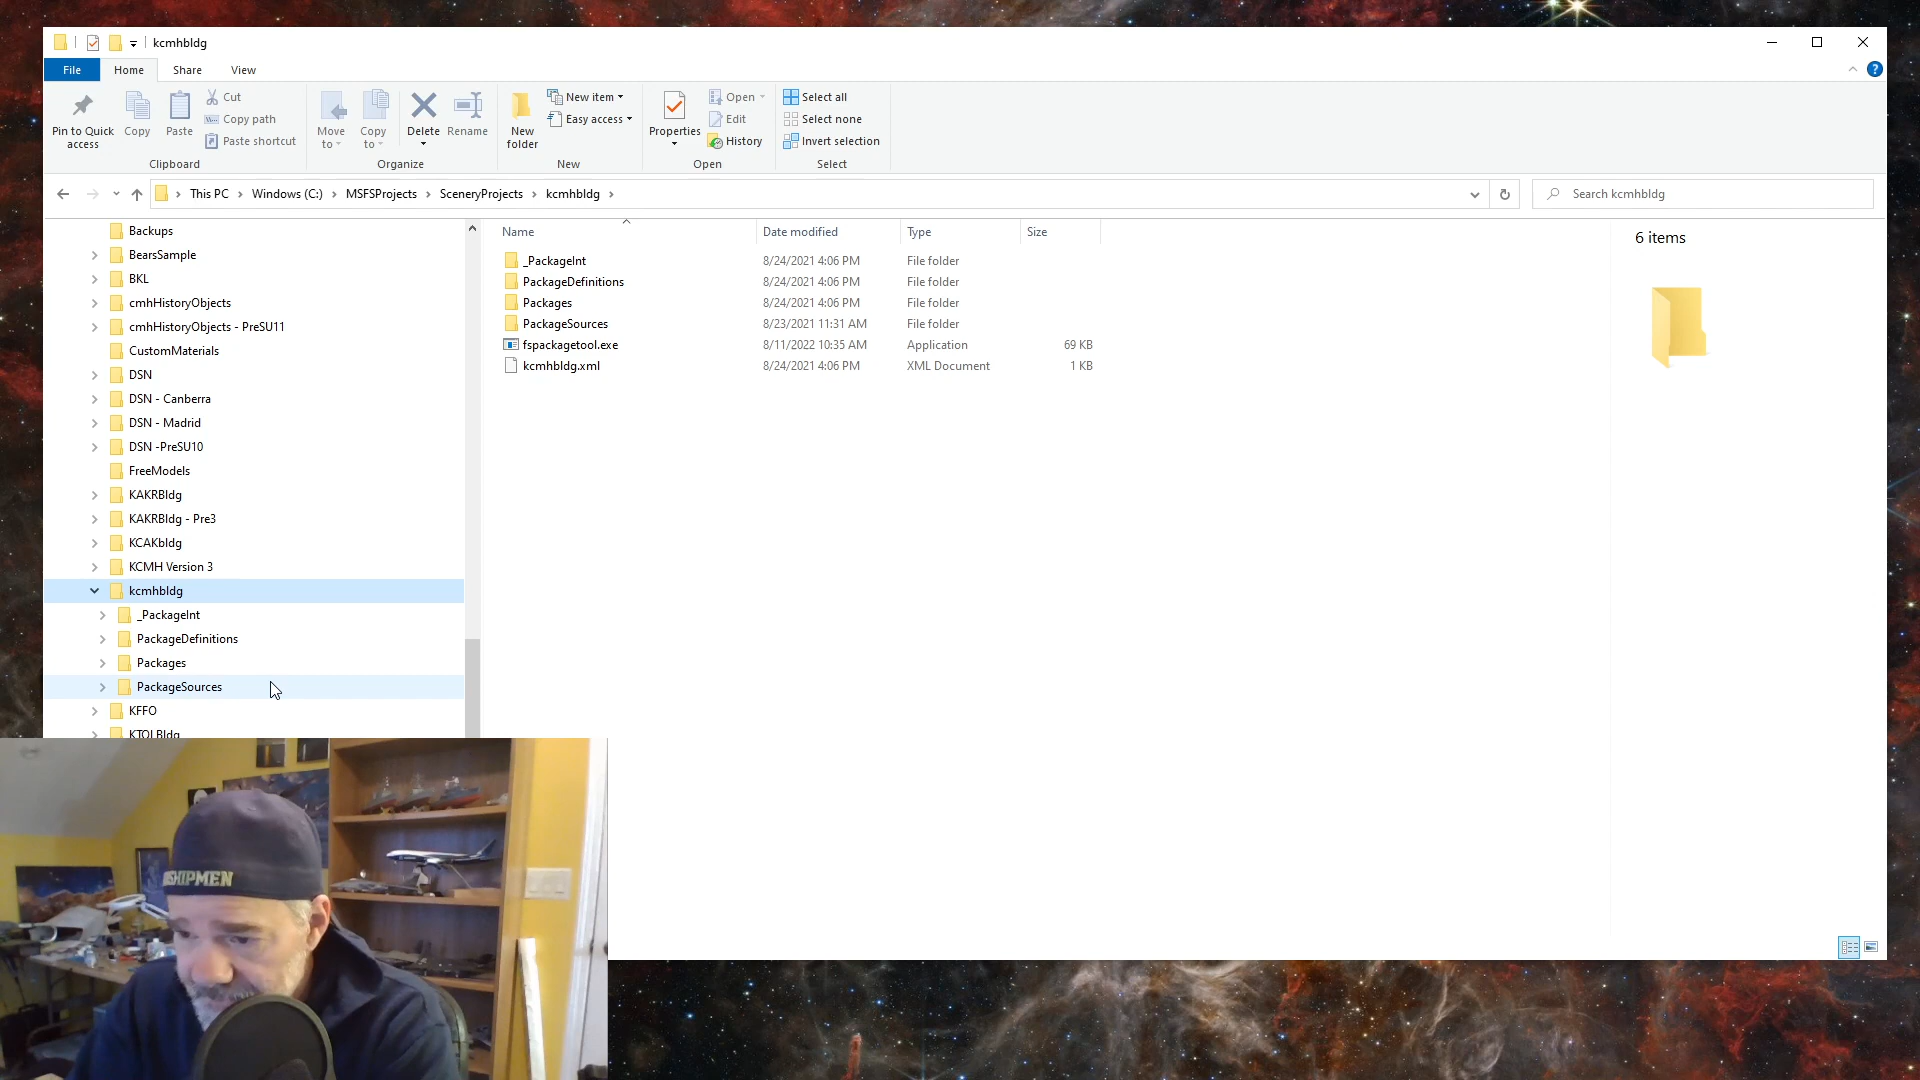 kcmhbldg
File
Home
Share
View
Pin to Quick
access
Copy
Paste
Cut
Copy path
Paste shortcut
Clipboard
Move
to
Copy
to
Delete
Rename
Organize
New
folder
New item
Easy access
New
Properties
Open
Edit
History
Open
Select all
Select none
Invert selection
Select
This PC
Windows (C:)
MSFSProjects
SceneryProjects
kcmhbldg
Search kcmhbldg
Backups
BearsSample
BKL
cmhHistoryObjects
cmhHistoryObjects - PreSU11
CustomMaterials
DSN
DSN - Canberra
DSN - Madrid
DSN -PreSU10
FreeModels
KAKRBldg
KAKRBldg - Pre3
KCAKbldg
KCMH Version 3
kcmhbldg
_PackageInt
PackageDefinitions
Packages
PackageSources
KFFO
KTOLBldg
Name Date modified Type Size
_PackageInt 8/24/2021 4:06 PM File folder
PackageDefinitions 8/24/2021 4:06 PM File folder
Packages 8/24/2021 4:06 PM File folder
PackageSources 8/23/2021 11:31 AM File folder
fspackagetool.exe 8/11/2022 10:35 AM Application 69 KB
kcmhbldg.xml 8/24/2021 4:06 PM XML Document 1 KB
6 items
SHIPMEN